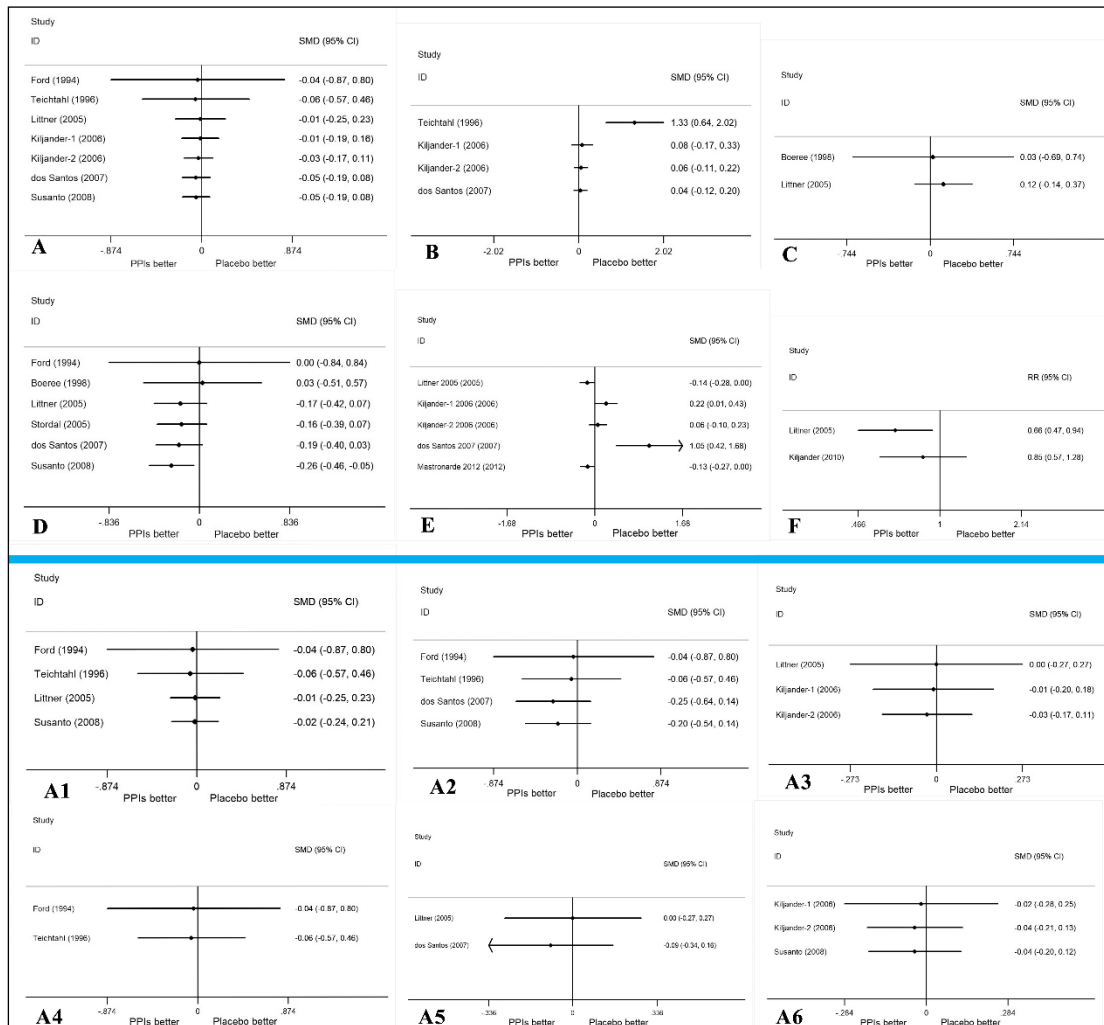 Study
ID SMD (95% CI)
Ford (1994) -0.04 (-0.87, 0.80)
Teichtahl (1996) -0.06 (-0.57, 0.46)
Littner (2005) -0.01 (-0.25, 0.23)
Kiljander-1 (2006) -0.01 (-0.19, 0.16)
Kiljander-2 (2006) -0.03 (-0.17, 0.11)
dos Santos (2007) -0.05 (-0.19, 0.08)
Susanto (2008) -0.05 (-0.19, 0.08)
A
-.874 0 .874
PPIs better Placebo better
Study
ID SMD (95% CI)
Teichtahl (1996) 1.33 (0.64, 2.02)
Kiljander-1 (2006) 0.08 (-0.17, 0.33)
Kiljander-2 (2006) 0.06 (-0.11, 0.22)
dos Santos (2007) 0.04 (-0.12, 0.20)
B
-2.02 0 2.02
PPIs better Placebo better
Study
ID SMD (95% CI)
Boeree (1998) 0.03 (-0.69, 0.74)
Littner (2005) 0.12 (-0.14, 0.37)
C
-.744 0 .744
PPIs better Placebo better
Study
ID SMD (95% CI)
Ford (1994) 0.00 (-0.84, 0.84)
Boeree (1998) 0.03 (-0.51, 0.57)
Littner (2005) -0.17 (-0.42, 0.07)
Stordal (2005) -0.16 (-0.39, 0.07)
dos Santos (2007) -0.19 (-0.40, 0.03)
Susanto (2008) -0.26 (-0.46, -0.05)
D
-.836 0 .836
PPIs better Placebo better
Study
ID SMD (95% CI)
Littner 2005 (2005) -0.14 (-0.28, 0.00)
Kiljander-1 2006 (2006) 0.22 (0.01, 0.43)
Kiljander-2 2006 (2006) 0.06 (-0.10, 0.23)
dos Santos 2007 (2007) 1.05 (0.42, 1.68)
Mastronarde 2012 (2012) -0.13 (-0.27, 0.00)
E
-1.68 0 1.68
PPIs better Placebo better
Study
ID RR (95% CI)
Littner (2005) 0.66 (0.47, 0.94)
Kiljander (2010) 0.85 (0.57, 1.28)
F
.466 1 2.14
PPIs better Placebo better
Study
ID SMD (95% CI)
Ford (1994) -0.04 (-0.87, 0.80)
Teichtahl (1996) -0.06 (-0.57, 0.46)
Littner (2005) -0.01 (-0.25, 0.23)
Susanto (2008) -0.02 (-0.24, 0.21)
A1
-.874 0 .874
PPIs better Placebo better
Study
ID SMD (95% CI)
Ford (1994) -0.04 (-0.87, 0.80)
Teichtahl (1996) -0.06 (-0.57, 0.46)
dos Santos (2007) -0.25 (-0.64, 0.14)
Susanto (2008) -0.20 (-0.54, 0.14)
A2
-.874 0 .874
PPIs better Placebo better
Study
ID SMD (95% CI)
Littner (2005) 0.00 (-0.27, 0.27)
Kiljander-1 (2006) -0.01 (-0.20, 0.18)
Kiljander-2 (2006) -0.03 (-0.17, 0.11)
A3
-.273 0 .273
PPIs better Placebo better
Study
ID SMD (95% CI)
Ford (1994) -0.04 (-0.87, 0.80)
Teichtahl (1996) -0.06 (-0.57, 0.46)
A4
-.874 0 .874
PPIs better Placebo better
Study
ID SMD (95% CI)
Littner (2005) 0.00 (-0.27, 0.27)
dos Santos (2007) -0.09 (-0.34, 0.16)
A5
-.336 0 .336
PPIs better Placebo better
Study
ID SMD (95% CI)
Kiljander-1 (2006) -0.02 (-0.28, 0.25)
Kiljander-2 (2006) -0.04 (-0.21, 0.13)
Susanto (2008) -0.04 (-0.20, 0.12)
A6
-.284 0 .284
PPIs better Placebo better